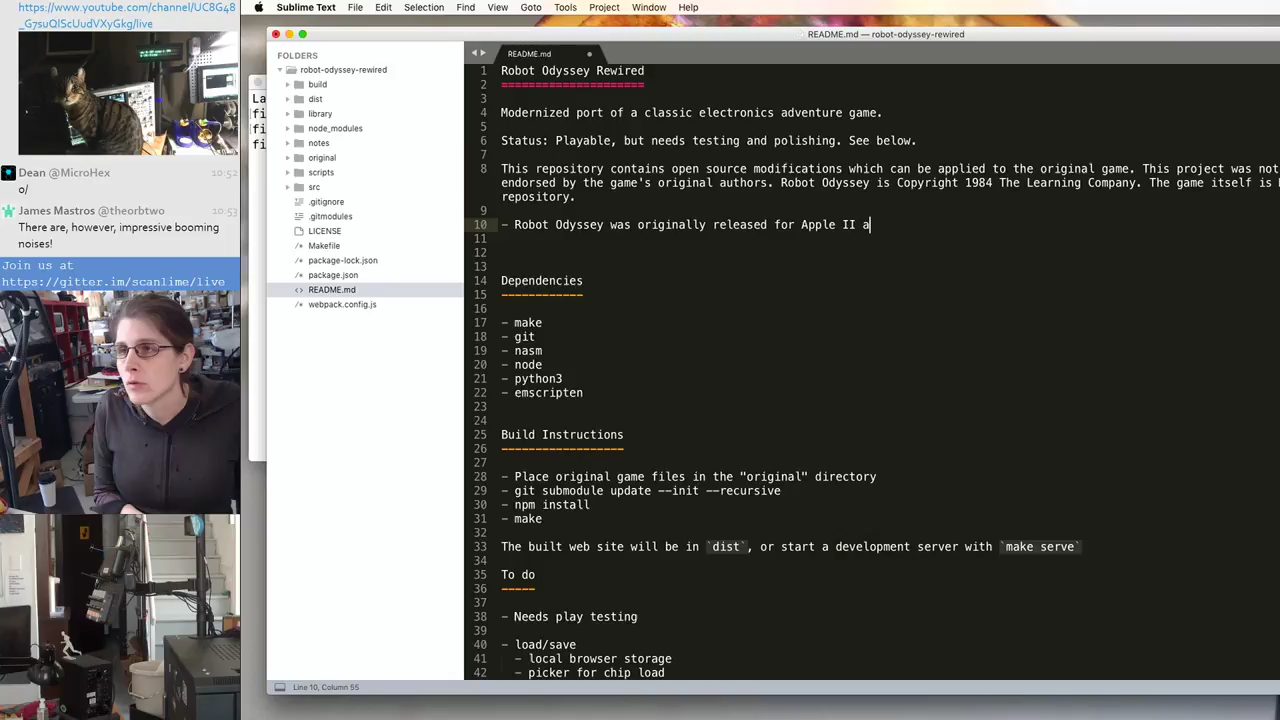 https://www.youtube.com/channel/UC8G48
_G7suQlScUudVXyGkg/live
Dean @MicroHex 10:52
o/
James Mastros @theorbtwo 10:53
There are, however, impressive booming
noises!
Join us at
https://gitter.im/scanlime/live
Sublime Text File Edit Selection Find View Goto Tools Project Window Help
README.md — robot-odyssey-rewired
La
fi
fi
fi
FOLDERS
robot-odyssey-rewired
build
dist
library
node_modules
notes
original
scripts
src
.gitignore
.gitmodules
LICENSE
Makefile
package-lock.json
package.json
README.md
webpack.config.js
README.md
1 Robot Odyssey Rewired
2 =====================
3
4 Modernized port of a classic electronics adventure game.
5
6 Status: Playable, but needs testing and polishing. See below.
7
8 This repository contains open source modifications which can be applied to the original game. This project was not
endorsed by the game's original authors. Robot Odyssey is Copyright 1984 The Learning Company. The game itself is
repository.
9
10 - Robot Odyssey was originally released for Apple II a
11
12
13
14 Dependencies
15 ------------
16
17 - make
18 - git
19 - nasm
20 - node
21 - python3
22 - emscripten
23
24
25 Build Instructions
26 ------------------
27
28 - Place original game files in the "original" directory
29 - git submodule update --init --recursive
30 - npm install
31 - make
32
33 The built web site will be in `dist`, or start a development server with `make serve`
34
35 To do
36 -----
37
38 - Needs play testing
39
40 - load/save
41 - local browser storage
42 - picker for chip load
Line 10, Column 55